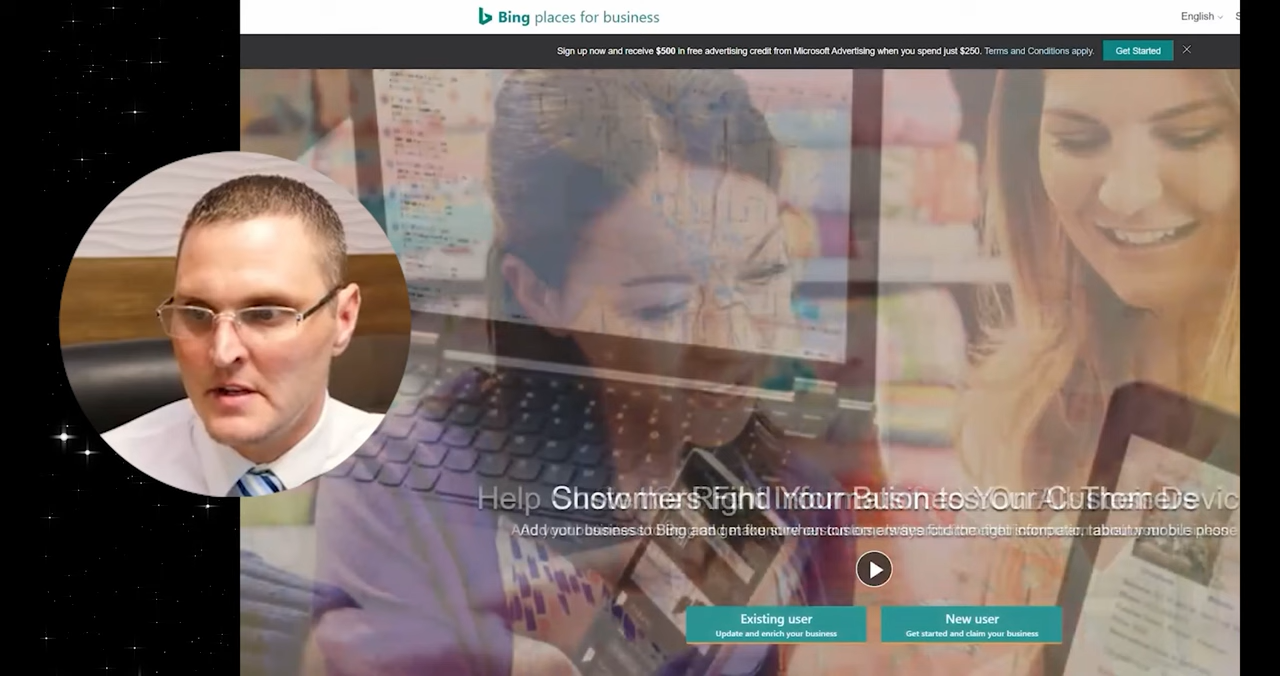 Bing places for business
English
Sign up now and receive $500 in free advertising credit from Microsoft Advertising when you spend just $250. Terms and Conditions apply.
Get Started
Existing user
Update and enrich your business
New user
Get started and claim your business